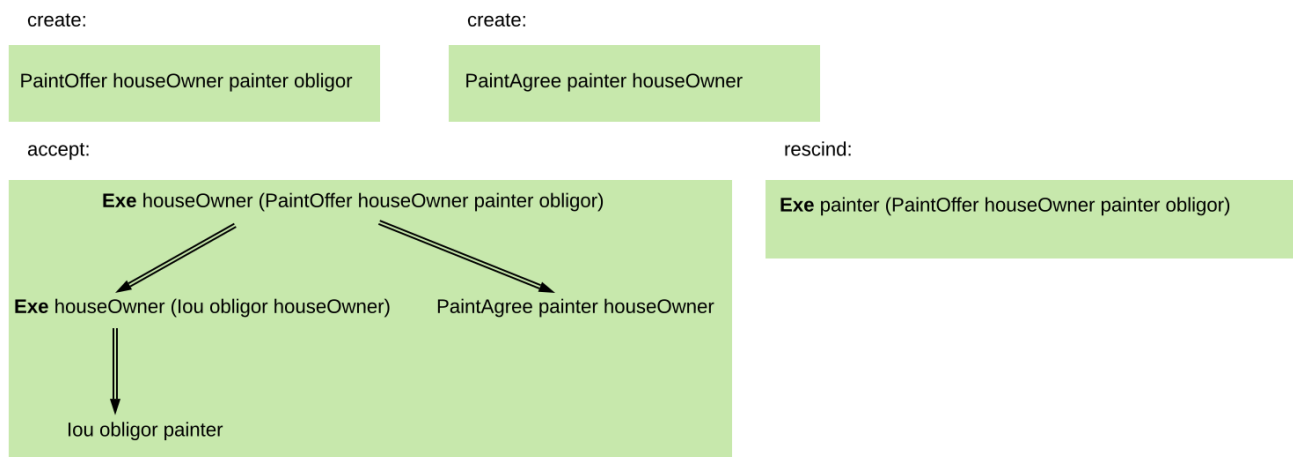 create:
create:
PaintOffer houseOwner painter obligor
PaintAgree painter houseOwner
accept:
rescind:
Exe houseOwner (PaintOffer houseOwner painter obligor)
Exe painter (PaintOffer houseOwner painter obligor)
Exe houseOwner (Iou obligor houseOwner)
PaintAgree painter houseOwner
Iou obligor painter